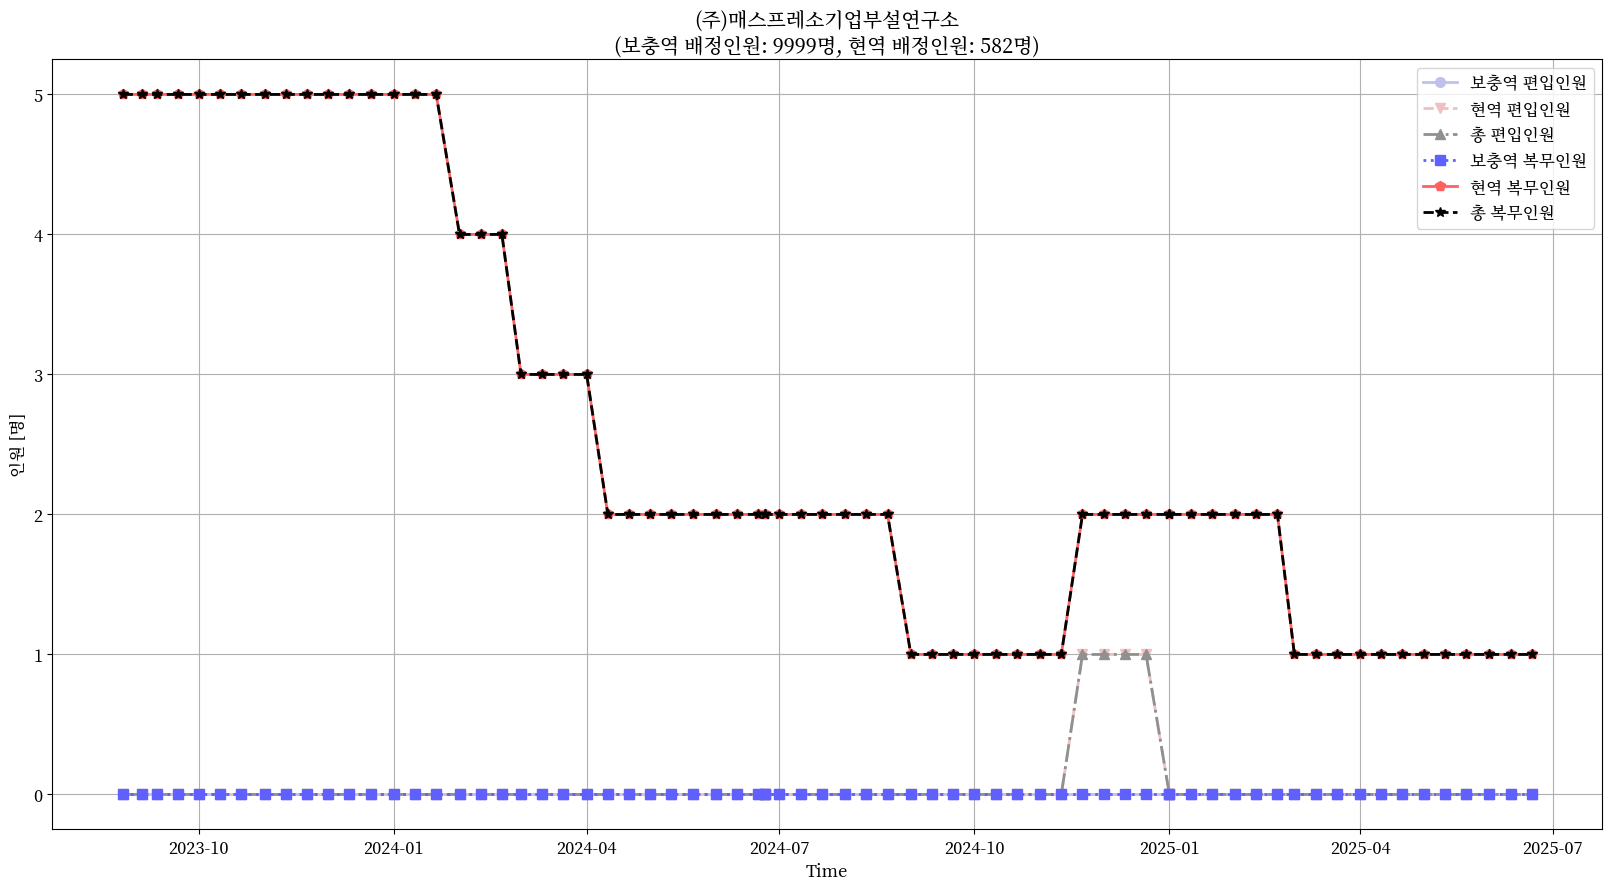 (주)매스프레소기업부설연구소
(보충역 배정인원: 9999명, 현역 배정인원: 582명)
보충역 편입인원
현역 편입인원
총 편입인원
보충역 복무인원
현역 복무인원
총 복무인원
인원 [명]
5
4
3
2
1
0
2023-10
2024-01
2024-04
2024-07
2024-10
2025-01
2025-04
2025-07
Time